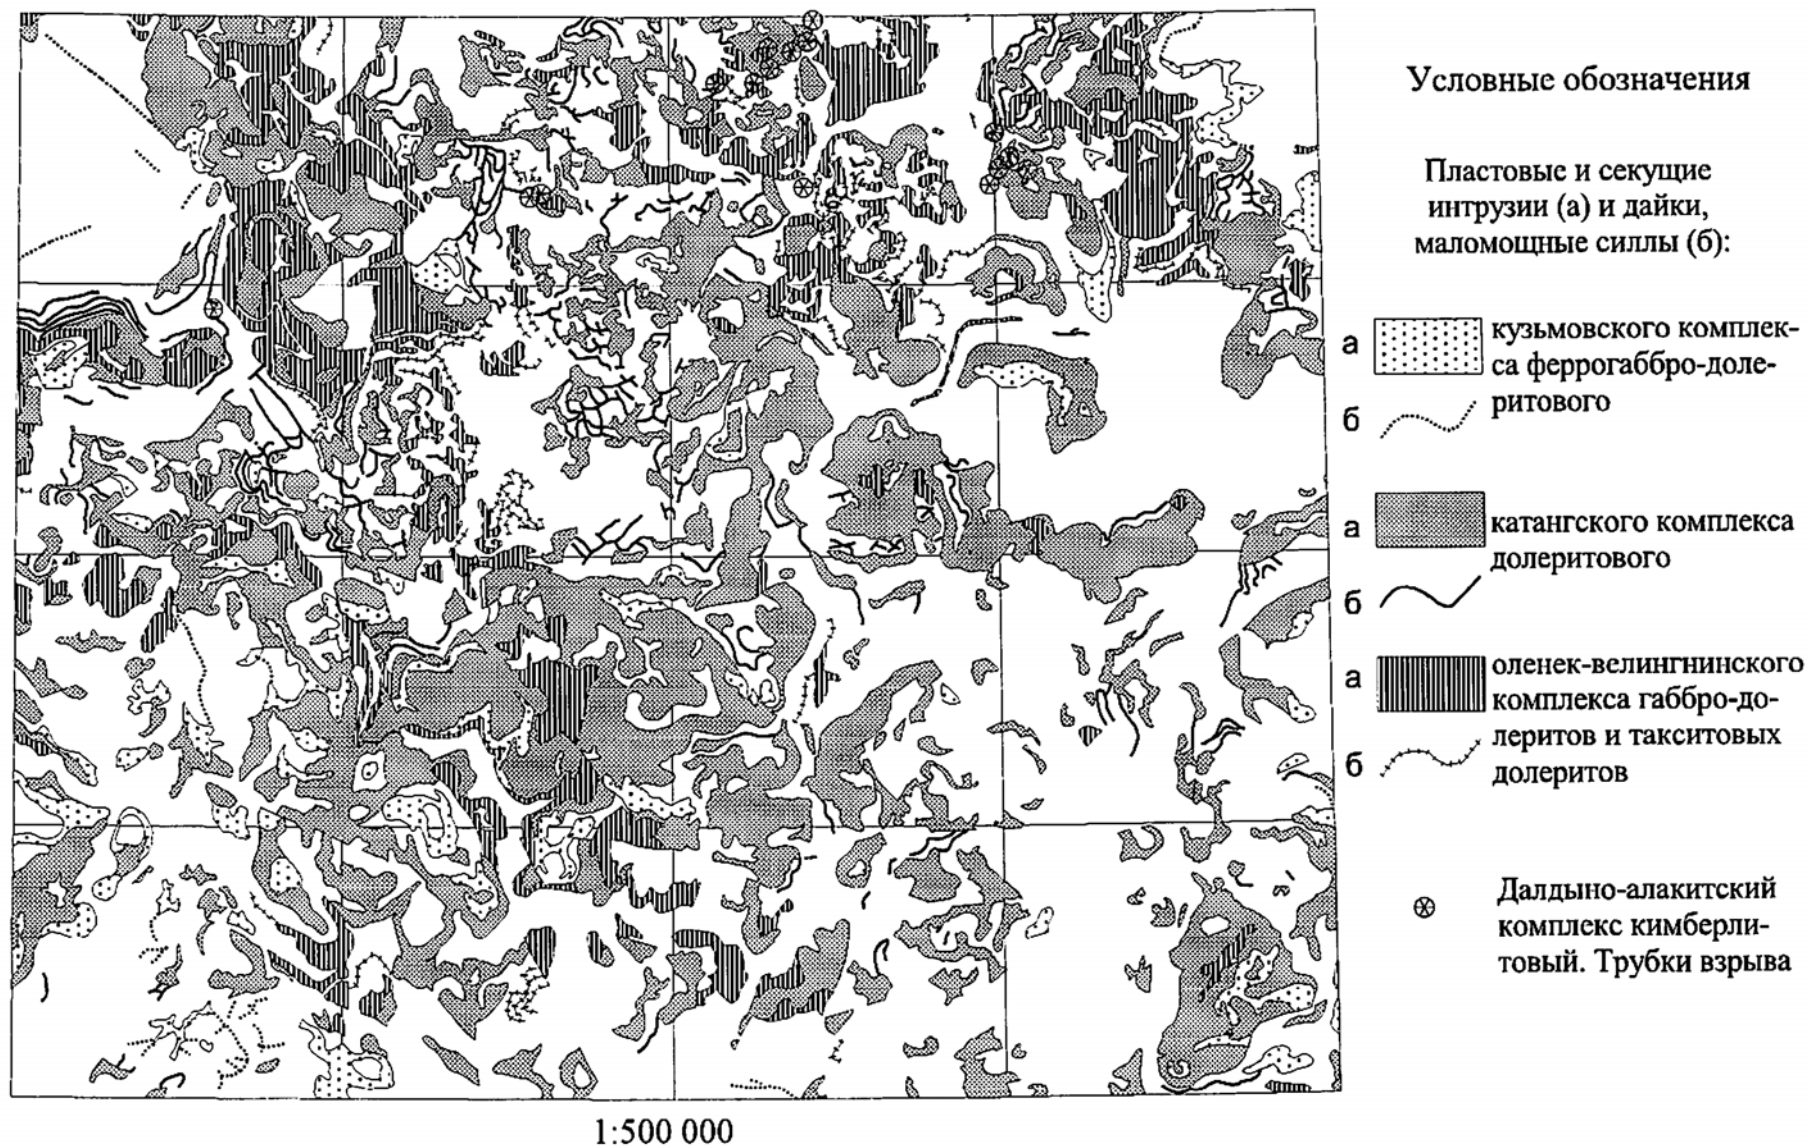 Условные обозначения
Пластовые и секущие
интрузии (а) и дайки,
маломощные силлы (б):
а
кузьмовского комплек-
са феррогаббро-доле-
ритового
б
а
катангского комплекса
долеритового
б
а
оленек-велингнинского
комплекса габбро-до-
леритов и такситовых
долеритов
б
Далдыно-алакитский
комплекс кимберли-
товый. Трубки взрыва
1:500 000